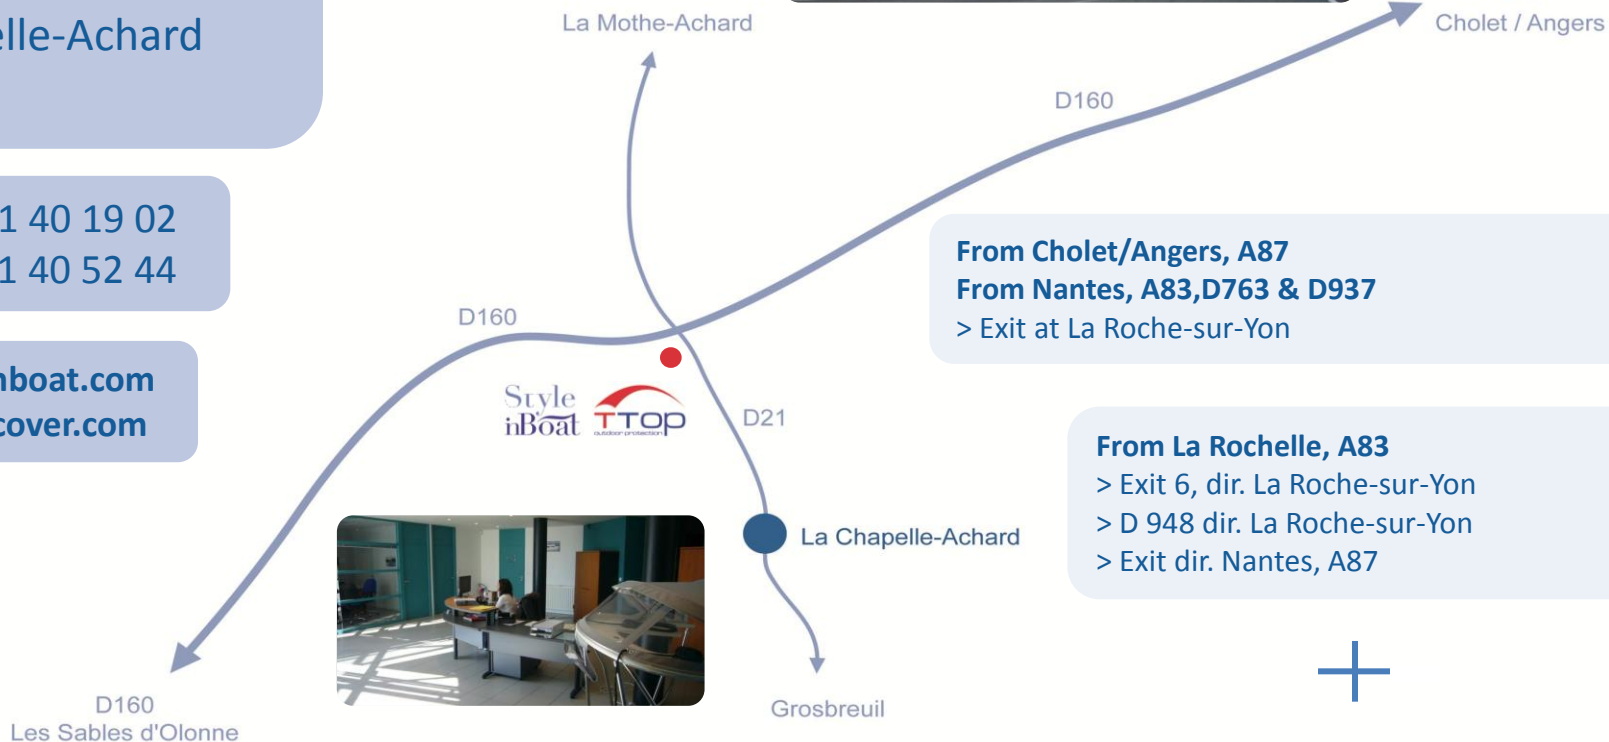 elle-Achard
1 40 19 02
1 40 52 44
nboat.com
cover.com
La Mothe-Achard
Cholet / Angers
D160
D160
Style
inBoat
TTOP
outdoor protection
D21
La Chapelle-Achard
Grosbreuil
D160
Les Sables d'Olonne
From Cholet/Angers, A87
From Nantes, A83,D763 & D937
> Exit at La Roche-sur-Yon
From La Rochelle, A83
> Exit 6, dir. La Roche-sur-Yon
> D 948 dir. La Roche-sur-Yon
> Exit dir. Nantes, A87
+